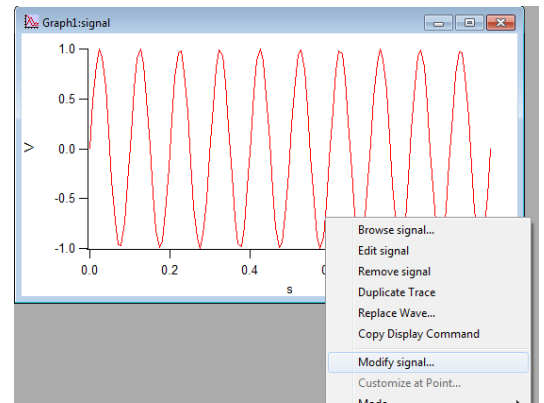 Graph1:signal
1.0
0.5
0.0
-0.5
-1.0
V
0.0
0.2
0.4
s
Browse signal...
Edit signal
Remove signal
Duplicate Trace
Replace Wave...
Copy Display Command
Modify signal...
Customize at Point...
Mode